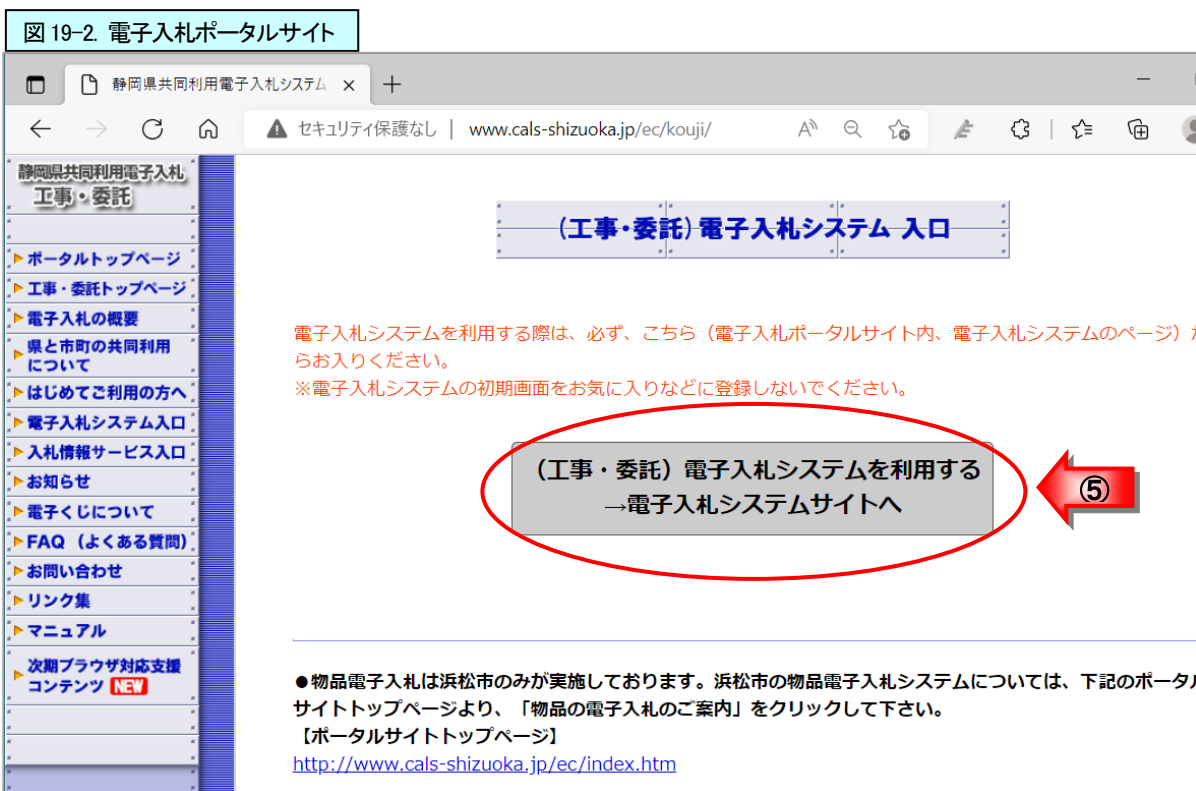 図 19-2. 電子入札ポータルサイト
静岡県共同利用電子入札システム
セキュリティ保護なし | www.cals-shizuoka.jp/ec/kouji/
静岡県共同利用電子入札
工事・委託
ポータルトップページ
工事・委託トップページ
電子入札の概要
県と市町の共同利用
について
はじめてご利用の方へ
電子入札システム入口
入札情報サービス入口
お知らせ
電子くじについて
FAQ（よくある質問）
お問い合わせ
リンク集
マニュアル
次期ブラウザ対応支援
コンテンツ NEW
(工事・委託) 電子入札システム 入口
電子入札システムを利用する際は、必ず、こちら（電子入札ポータルサイト内、電子入札システムのページ）か
らお入りください。
※電子入札システムの初期画面をお気に入りなどに登録しないでください。
（工事・委託）電子入札システムを利用する
→電子入札システムサイトへ
⑤
●物品電子入札は浜松市のみが実施しております。浜松市の物品電子入札システムについては、下記のポータル
サイトトップページより、「物品の電子入札のご案内」をクリックして下さい。
【ポータルサイトトップページ】
http://www.cals-shizuoka.jp/ec/index.htm